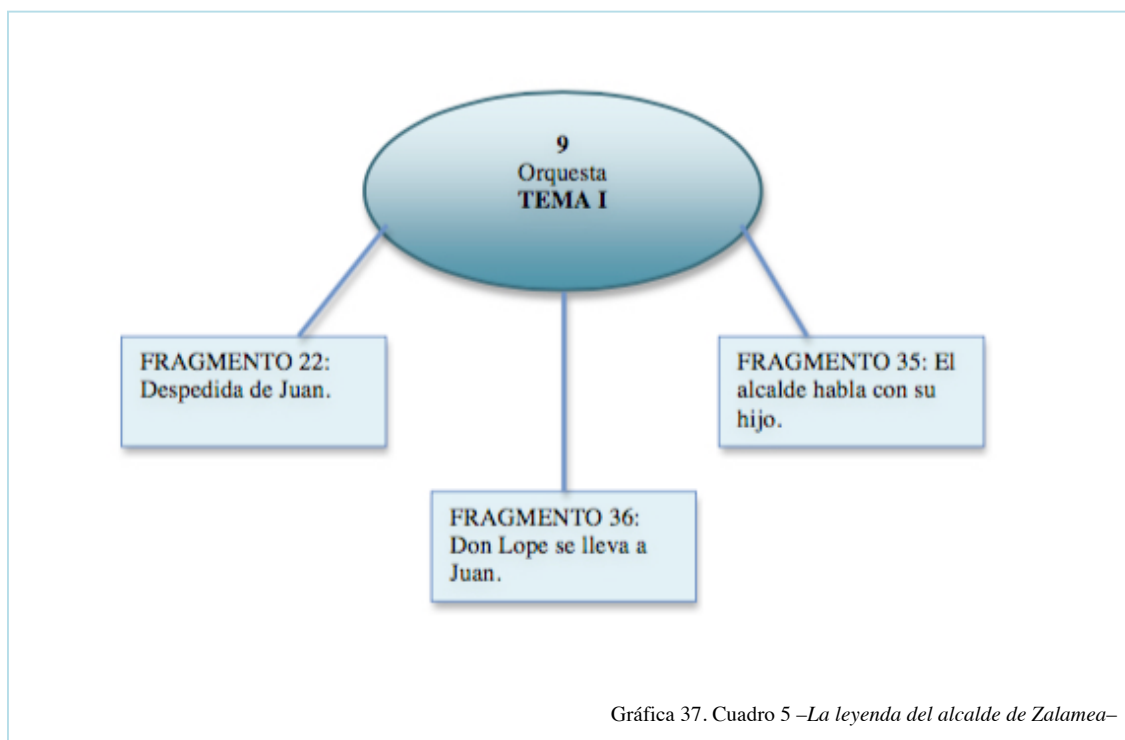 9
Orquesta
TEMA I
FRAGMENTO 22:
Despedida de Juan.
FRAGMENTO 35: El
alcalde habla con su
hijo.
FRAGMENTO 36:
Don Lope se lleva a
Juan.
Gráfica 37. Cuadro 5 –La leyenda del alcalde de Zalamea–